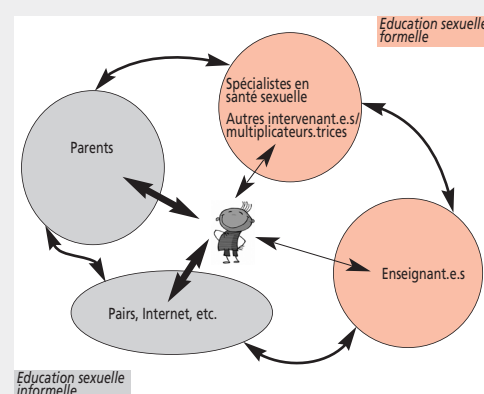 Education sexuelle
formelle
Spécialistes en
santé sexuelle
Autres intervenant.e.s/
multiplicateurs.trices
Parents
Enseignant.e.s
Pairs, Internet, etc.
Education sexuelle
informelle